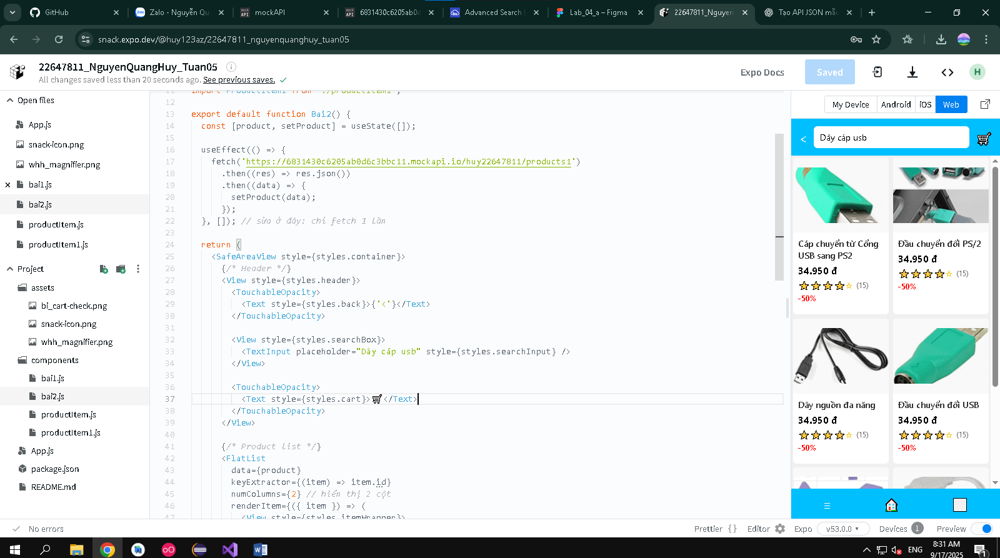 GitHub
Zalo - Nguyễn Qu
mockAPI
6831430c6205ab0d
Advanced Search
Lab_04_a – Figma
22647811_Nguyen
Tạo API JSON mẫu
snack.expo.dev/@huy123az/22647811_nguyenquanghuy_tuan05
22647811_NguyenQuangHuy_Tuan05
All changes saved less than 20 seconds ago. See previous saves.
Expo Docs
Saved
H
Open files
App.js
snack-icon.png
whh_magnifier.png
bai1.js
bai2.js
productItem.js
productItem1.js
Project
assets
bi_cart-check.png
snack-icon.png
whh_magnifier.png
components
bai1.js
bai2.js
productItem.js
productItem1.js
App.js
package.json
README.md
11 import ProductItem1 from './productItem1';
12
13 export default function Bai2() {
14 const [product, setProduct] = useState([]);
15
16 useEffect(() => {
17 fetch('https://6831430c6205ab0d6c3bbc11.mockapi.io/huy22647811/products1')
18 .then((res) => res.json())
19 .then((data) => {
20 setProduct(data);
21 });
22 }, []); // sửa ở đây: chỉ fetch 1 lần
23
24 return (
25 <SafeAreaView style={styles.container}>
26 {/* Header */}
27 <View style={styles.header}>
28 <TouchableOpacity>
29 <Text style={styles.back}>{'<'}</Text>
30 </TouchableOpacity>
31
32 <View style={styles.searchBox}>
33 <TextInput placeholder="Dây cáp usb" style={styles.searchInput} />
34 </View>
35
36 <TouchableOpacity>
37 <Text style={styles.cart}>🛒</Text>
38 </TouchableOpacity>
39 </View>
40
41 {/* Product list */}
42 <FlatList
43 data={product}
44 keyExtractor={(item) => item.id}
45 numColumns={2} // hiển thị 2 cột
46 renderItem={({ item }) => (
47 <View style={styles.itemWrapper}>
My Device
Android
iOS
Web
<
Dây cáp usb
Cáp chuyển từ Cổng
USB sang PS2
34.950 đ
(15)
-50%
Đầu chuyển đổi PS/2
34.950 đ
(15)
-50%
Dây nguồn đa năng
34.950 đ
(15)
-50%
Đầu chuyển đổi USB
34.950 đ
(15)
-50%
No errors
Prettier { }
Editor
Expo
v53.0.0
Devices 1
Preview
ENG
8:31 AM
9/17/2025
1